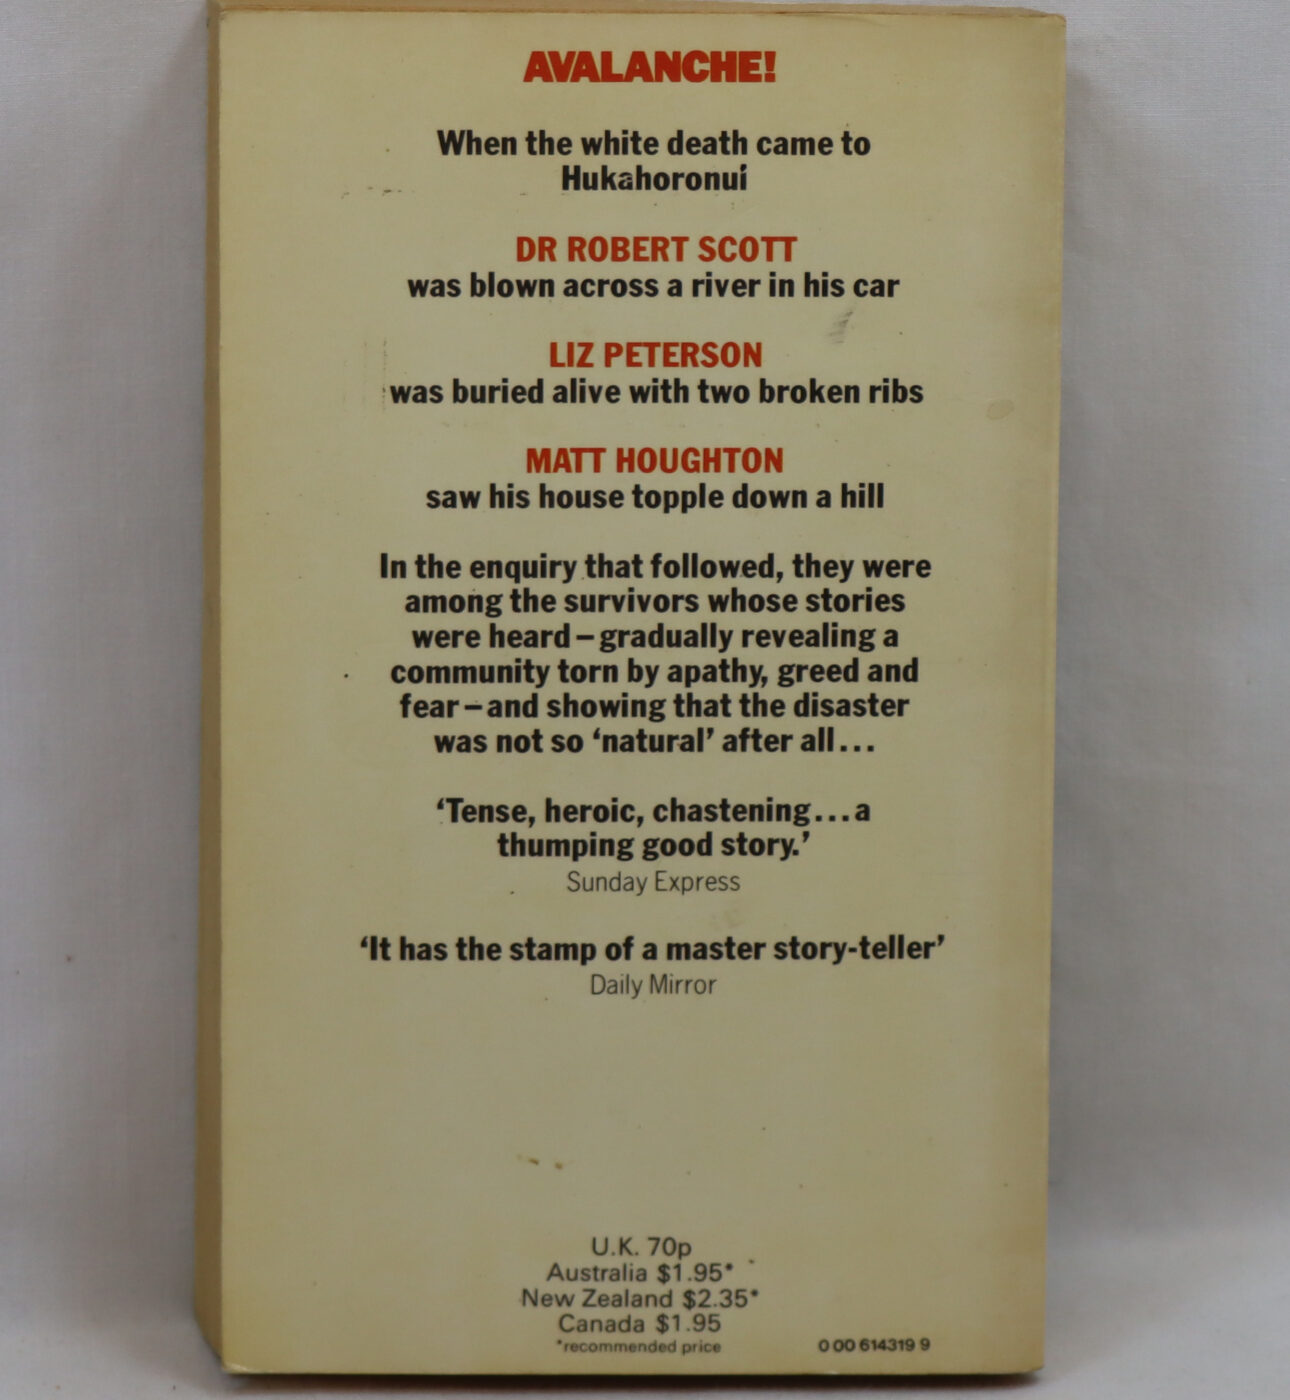 AVALANCHE!
When the white death came to
Hukahoronui
DR ROBERT SCOTT
was blown across a river in his car
LIZ PETERSON
was buried alive with two broken ribs
MATT HOUGHTON
saw his house topple down a hill
In the enquiry that followed, they were
among the survivors whose stories
were heard – gradually revealing a
community torn by apathy, greed and
fear – and showing that the disaster
was not so ‘natural’ after all...
‘Tense, heroic, chastening...a
thumping good story.’
Sunday Express
‘It has the stamp of a master story-teller’
Daily Mirror
U.K. 70p
Australia $1.95*
New Zealand $2.35*
Canada $1.95
*recommended price
0 00 614319 9